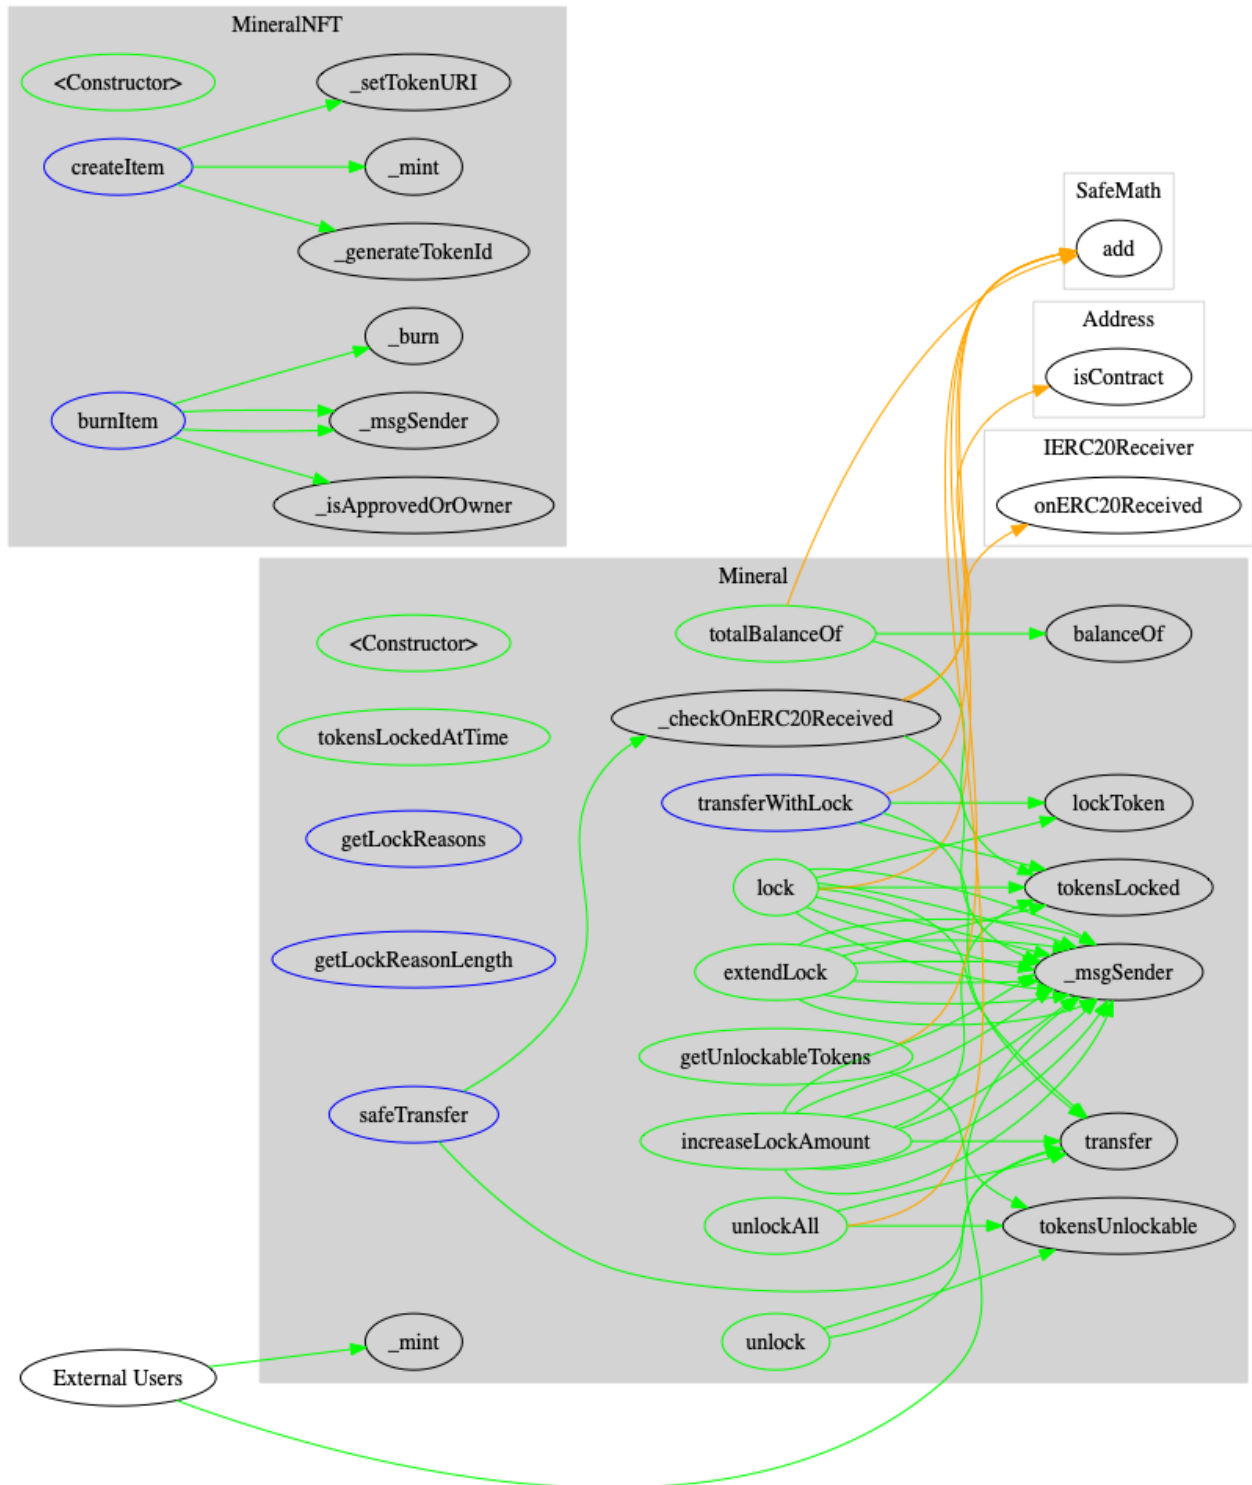 MineralNFT
<Constructor>
_setTokenURI
createItem
_mint
_generateTokenId
_burn
burnItem
_msgSender
_isApprovedOrOwner
SafeMath
add
Address
isContract
IERC20Receiver
onERC20Received
Mineral
<Constructor>
totalBalanceOf
balanceOf
tokensLockedAtTime
_checkOnERC20Received
getLockReasons
transferWithLock
lockToken
lock
tokensLocked
getLockReasonLength
extendLock
_msgSender
getUnlockableTokens
safeTransfer
increaseLockAmount
transfer
unlockAll
tokensUnlockable
_mint
unlock
External Users